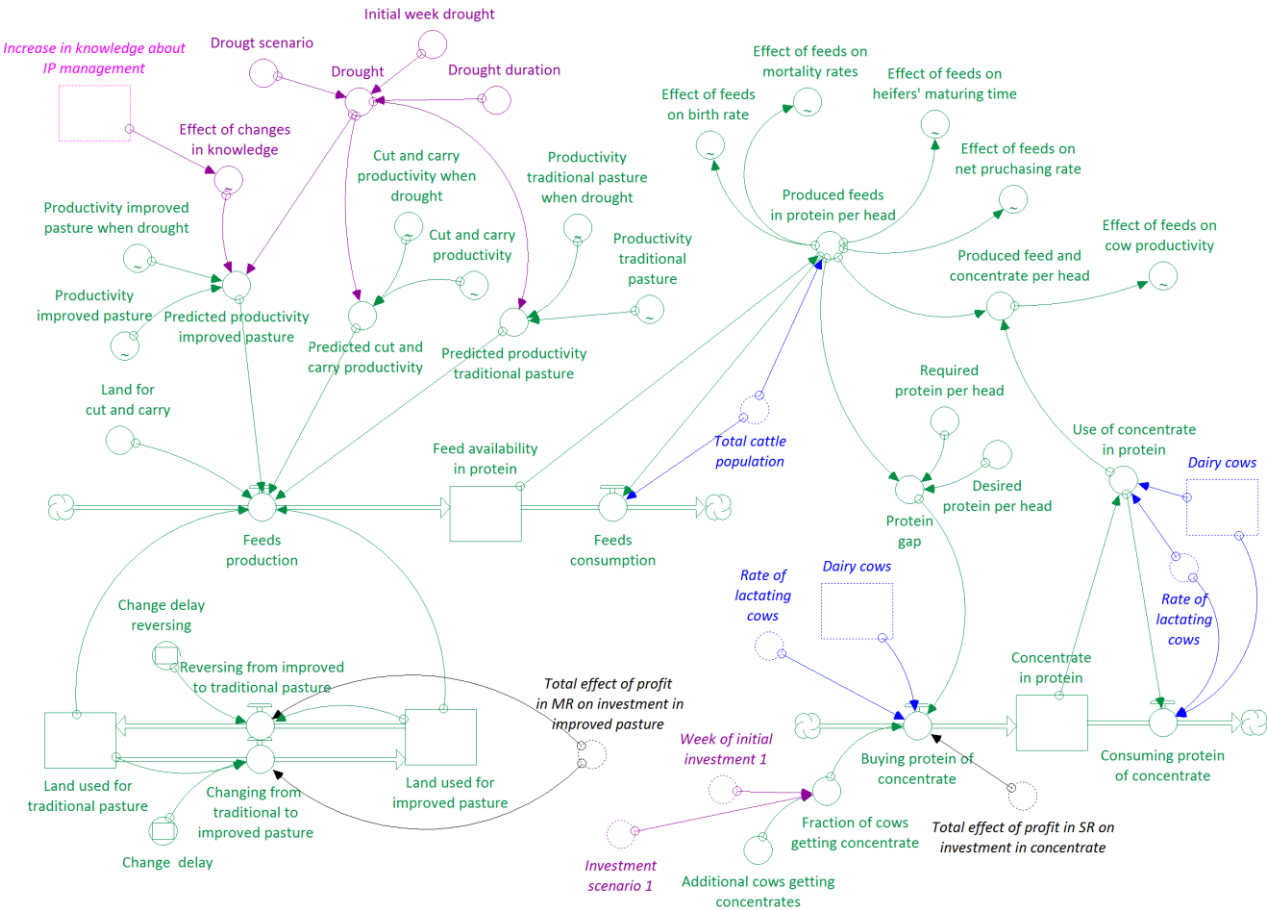 Initial week drought
Drougt scenario
Increase in knowledge about
IP management
Drought
Drought duration
Effect of feeds on
mortality rates
Effect of feeds on
heifers' maturing time
Effect of feeds
on birth rate
Effect of changes
in knowledge
Cut and carry
productivity when
drought
Productivity
traditional pasture
when drought
Effect of feeds on
net pruchasing rate
Produced feeds
in protein per head
Productivity improved
pasture when drought
Cut and carry
productivity
Productivity
traditional
pasture
Produced feed and
concentrate per head
Effect of feeds on
cow productivity
Productivity
improved pasture
Predicted productivity
improved pasture
Predicted cut and
carry productivity
Predicted productivity
traditional pasture
Land for
cut and carry
Required
protein per head
Feed availability
in protein
Total cattle
population
Use of concentrate
in protein
Dairy cows
Desired
protein per head
Protein
gap
Feeds
production
Feeds
consumption
Rate of
lactating
cows
Dairy cows
Rate of
lactating
cows
Change delay
reversing
Reversing from improved
to traditional pasture
Total effect of profit
in MR on investment in
improved pasture
Concentrate
in protein
Week of initial
investment 1
Land used for
traditional pasture
Changing from
traditional to
improved pasture
Land used for
improved pasture
Buying protein of
concentrate
Consuming protein
of concentrate
Change  delay
Fraction of cows
getting concentrate
Total effect of profit in SR on
investment in concentrate
Investment
scenario 1
Additional cows getting
concentrates